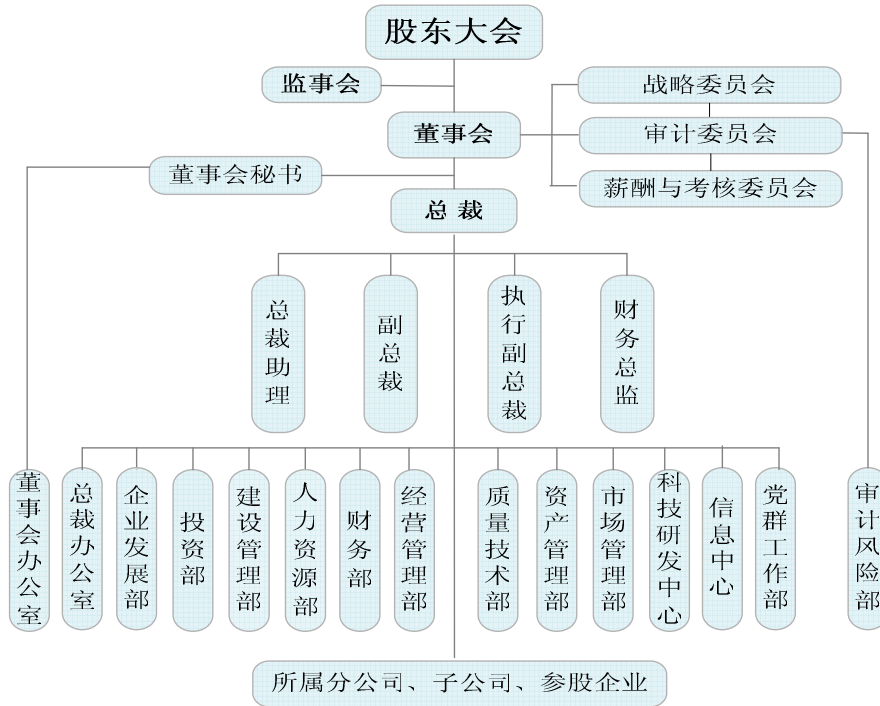 股东大会
监事会
战略委员会
董事会
审计委员会
董事会秘书
薪酬与考核委员会
总 裁
总裁助理
副总裁
执行副总裁
财务总监
董事会办公室
总裁办公室
企业发展部
投资部
建设管理部
人力资源部
财务部
经营管理部
质量技术部
资产管理部
市场管理部
科技研发中心
信息中心
党群工作部
审计风险部
所属分公司、子公司、参股企业